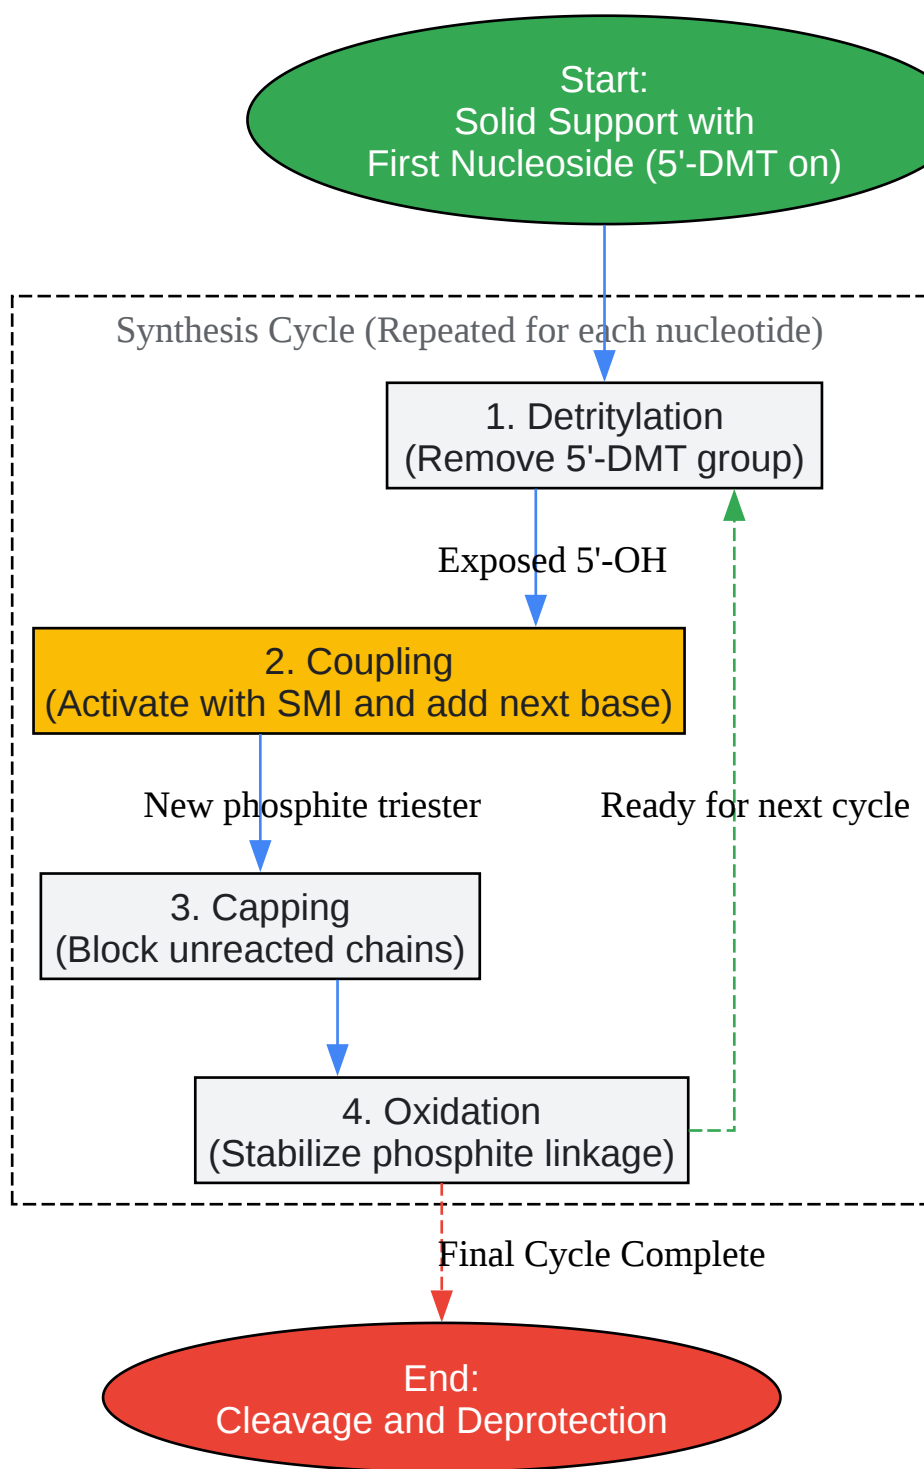 Start:
Solid Support with
First Nucleoside (5'-DMT on)
Synthesis Cycle (Repeated for each nucleotide)
1. Detritylation
(Remove 5'-DMT group)
Exposed 5'-OH
2. Coupling
(Activate with SMI and add next base)
New phosphite triester
Ready for next cycle
3. Capping
(Block unreacted chains)
4. Oxidation
(Stabilize phosphite linkage)
Final Cycle Complete
End:
Cleavage and Deprotection